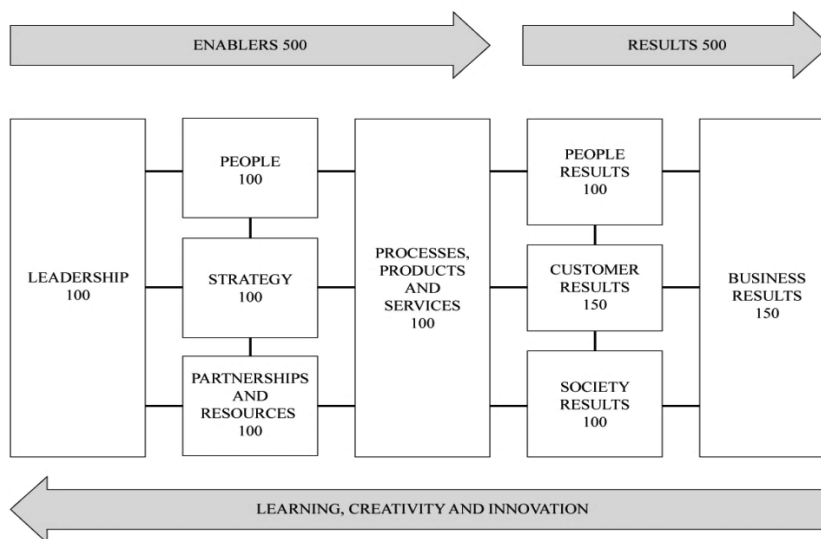 ENABLERS 500
RESULTS 500
LEADERSHIP
100
PEOPLE
100
STRATEGY
100
PARTNERSHIPS
AND
RESOURCES
100
PROCESSES,
PRODUCTS
AND
SERVICES
100
PEOPLE
RESULTS
100
CUSTOMER
RESULTS
150
SOCIETY
RESULTS
100
BUSINESS
RESULTS
150
LEARNING, CREATIVITY AND INNOVATION